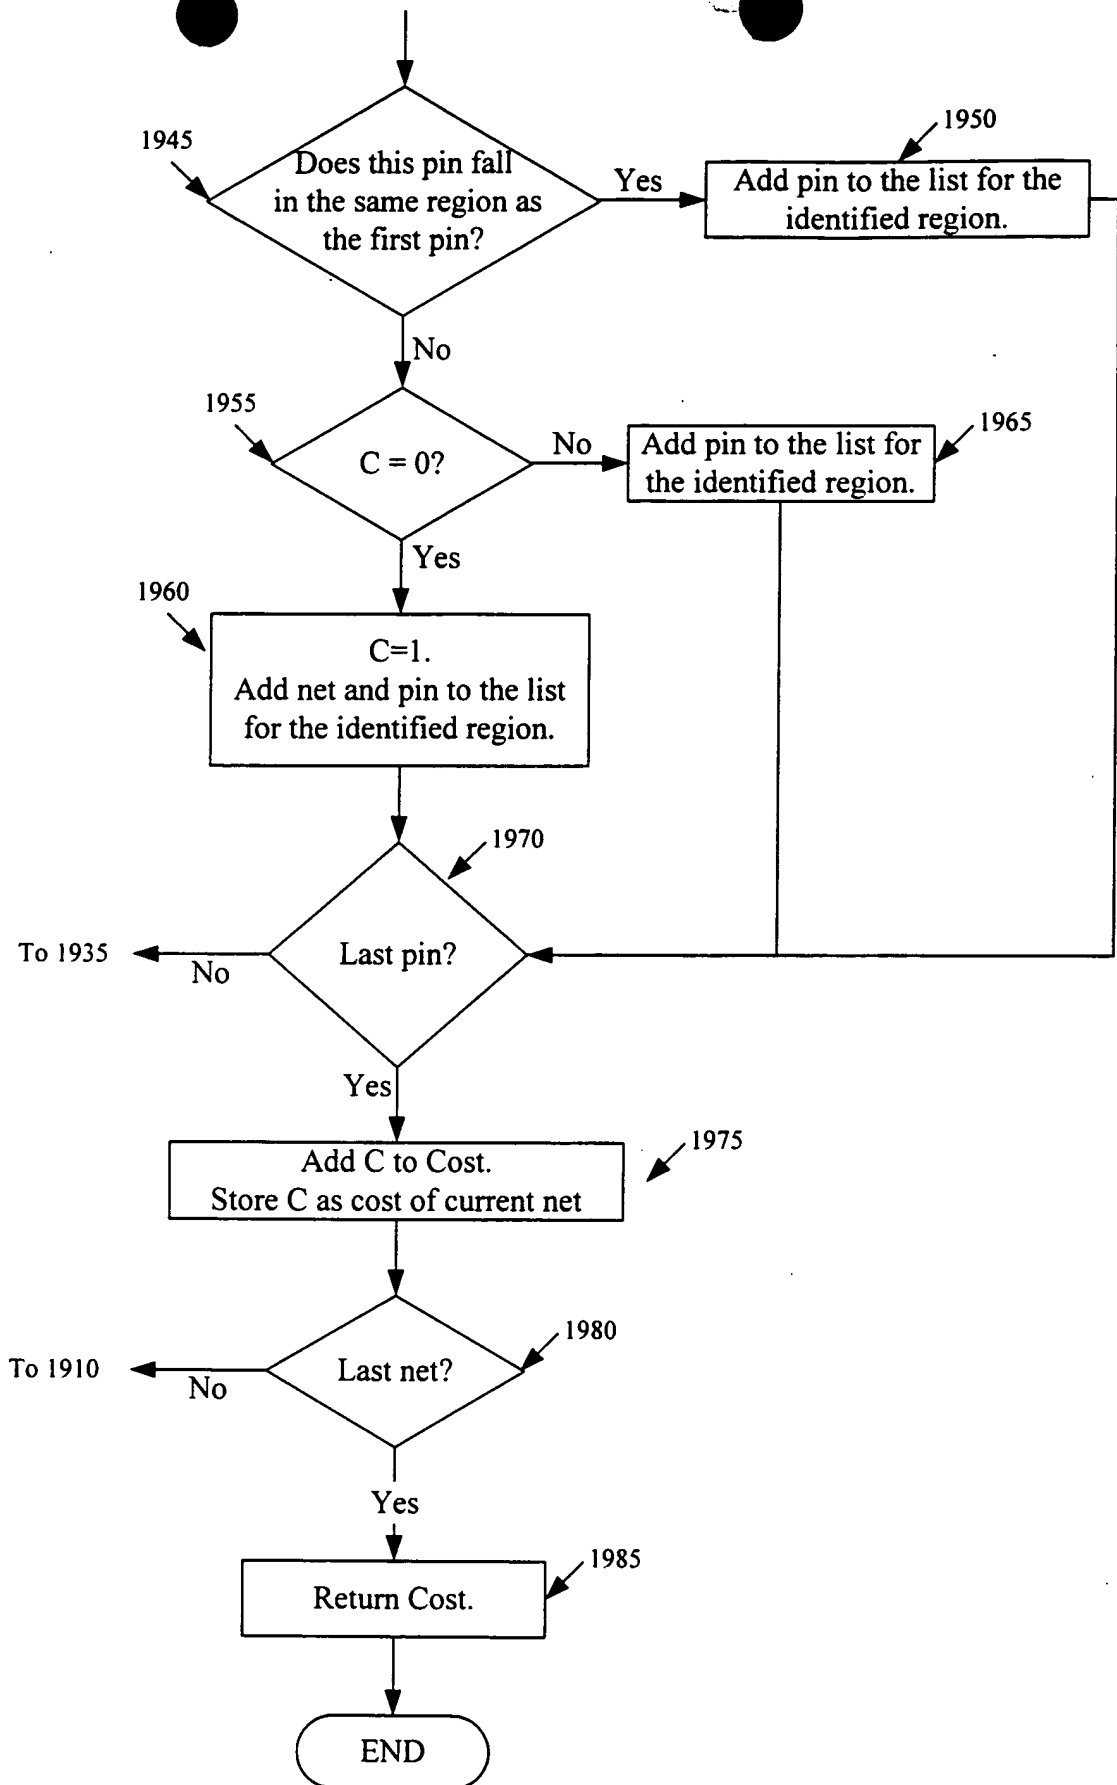 1945
Does this pin fall
in the same region as
the first pin?
Yes
1950
Add pin to the list for the
identified region.
No
1955
C = 0?
No
1965
Add pin to the list for
the identified region.
Yes
1960
C=1.
Add net and pin to the list
for the identified region.
1970
Last pin?
To 1935
No
Yes
1975
Add C to Cost.
Store C as cost of current net
1980
Last net?
To 1910
No
Yes
1985
Return Cost.
END